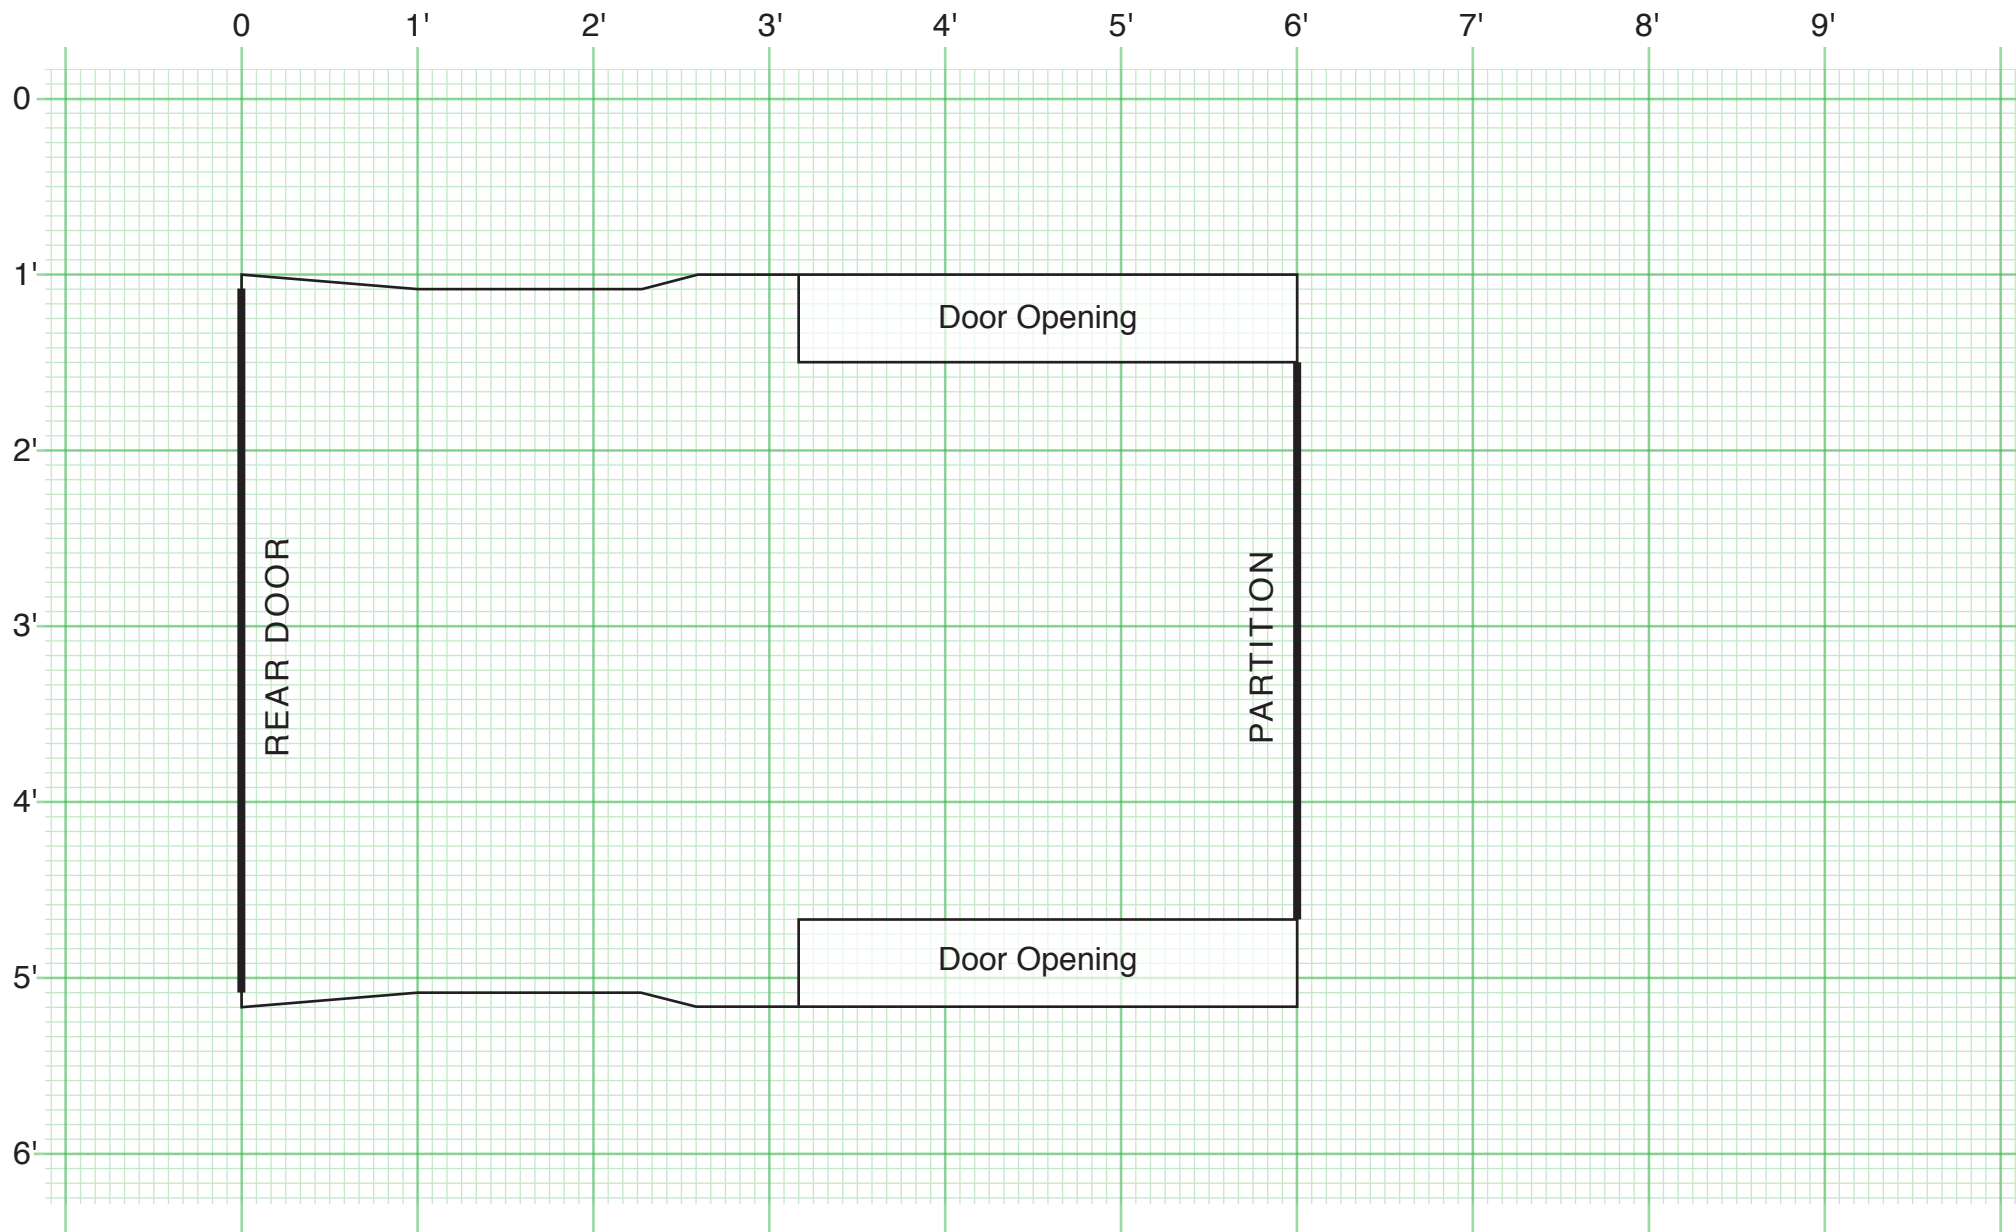 0 1' 2' 3' 4' 5' 6' 7' 8' 9'
0
1'
Door Opening
2'
REAR DOOR
PARTITION
3'
4'
Door Opening
5'
6'